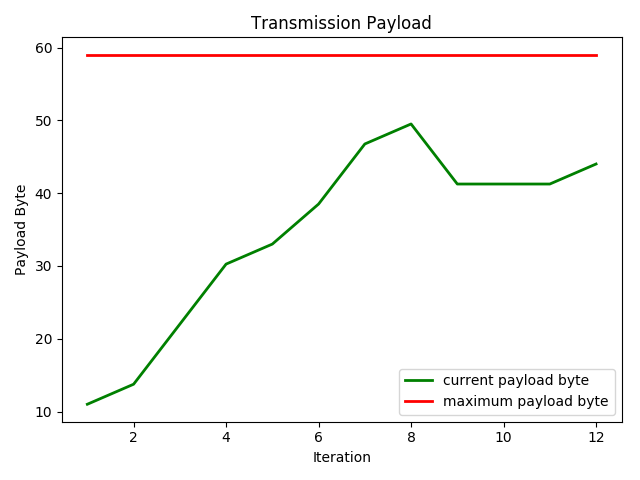 Transmission Payload
60
50
40
30
20
10
Payload Byte
current payload byte
maximum payload byte
2 4 6 8 10 12
Iteration